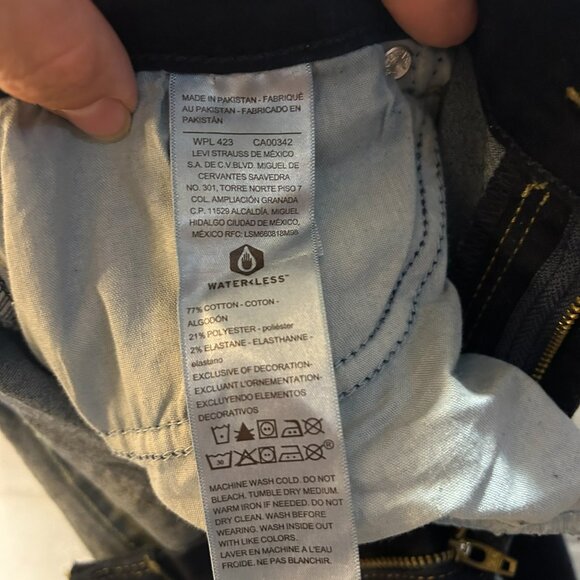 MADE IN PAKISTAN - FABRIQUÉ
AU PAKISTAN - FABRICADO EN
PAKISTÁN
WPL 423 CA00342
LEVI STRAUSS DE MÉXICO
S.A. DE C.V.BLVD. MIGUEL DE
CERVANTES SAAVEDRA
NO. 301, TORRE NORTE PISO 7
COL. AMPLIACIÓN GRANADA
C.P. 11529 ALCALDÍA. MIGUEL
HIDALGO CIUDAD DE MÉXICO,
MÉXICO RFC: LSM660818M98
WATER<LESS™
77% COTTON - COTON -
ALGODÓN
21% POLYESTER - poliéster
2% ELASTANE - ELASTHANNE -
elastano
EXCLUSIVE OF DECORATION-
EXCLUANT L'ORNEMENTATION-
EXCLUYENDO ELEMENTOS
DECORATIVOS
30 ®
MACHINE WASH COLD. DO NOT
BLEACH. TUMBLE DRY MEDIUM.
WARM IRON IF NEEDED. DO NOT
DRY CLEAN. WASH BEFORE
WEARING. WASH INSIDE OUT
WITH LIKE COLORS.
LAVER EN MACHINE A L'EAU
FROIDE. NE PAS BLANCHIR.